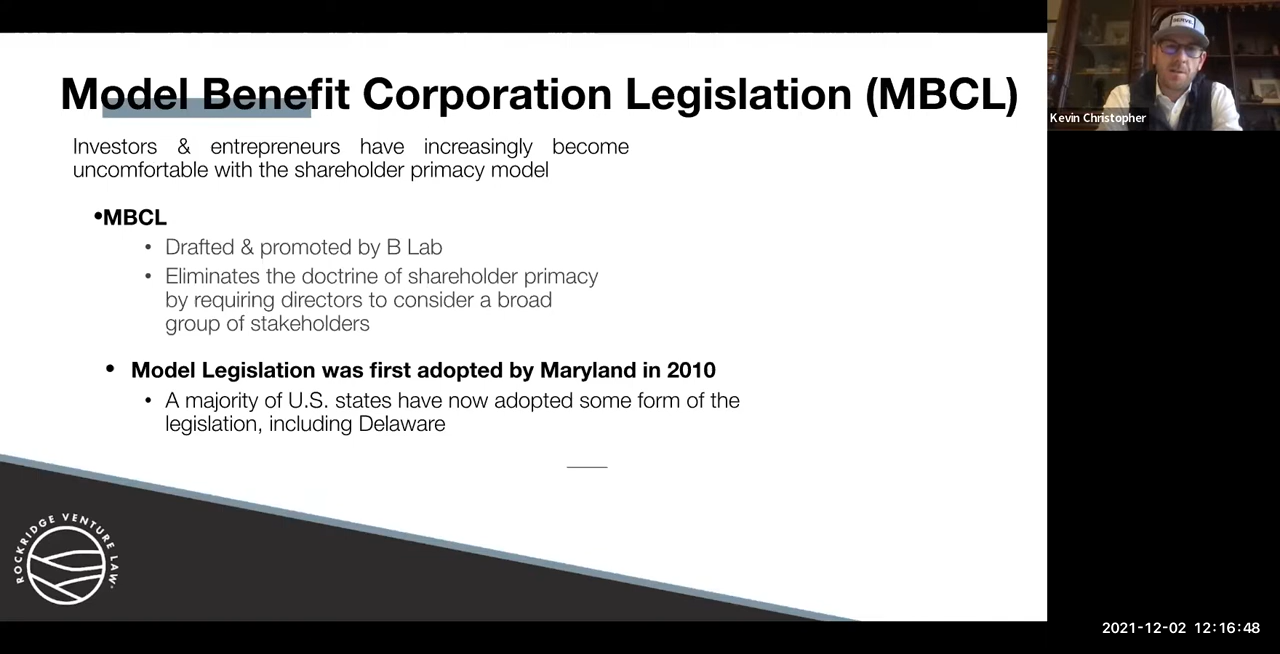 Model Benefit Corporation Legislation (MBCL)
Investors & entrepreneurs have increasingly become
uncomfortable with the shareholder primacy model
•MBCL
• Drafted & promoted by B Lab
• Eliminates the doctrine of shareholder primacy
by requiring directors to consider a broad
group of stakeholders
• Model Legislation was first adopted by Maryland in 2010
• A majority of U.S. states have now adopted some form of the
legislation, including Delaware
ROCKRIDGE VENTURE LAW
SERVE.
Kevin Christopher
2021-12-02 12:16:48